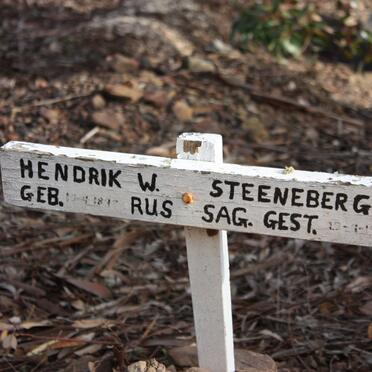 HENDRIK W. STEENEBERG
GEB. RUS SAG. GEST.